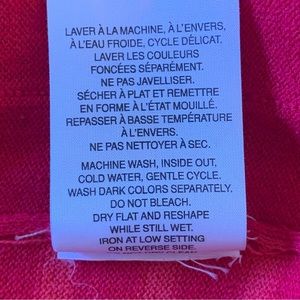 LAVER À LA MACHINE, À L'ENVERS,
À L'EAU FROIDE, CYCLE DÉLICAT.
LAVER LES COULEURS
FONCÉES SÉPARÉMENT.
NE PAS JAVELLISER.
SÉCHER À PLAT ET REMETTRE
EN FORME À L'ÉTAT MOUILLÉ.
REPASSER À BASSE TEMPÉRATURE
À L'ENVERS.
NE PAS NETTOYER À SEC.
MACHINE WASH, INSIDE OUT,
COLD WATER, GENTLE CYCLE.
WASH DARK COLORS SEPARATELY.
DO NOT BLEACH.
DRY FLAT AND RESHAPE
WHILE STILL WET.
IRON AT LOW SETTING
ON REVERSE SIDE.